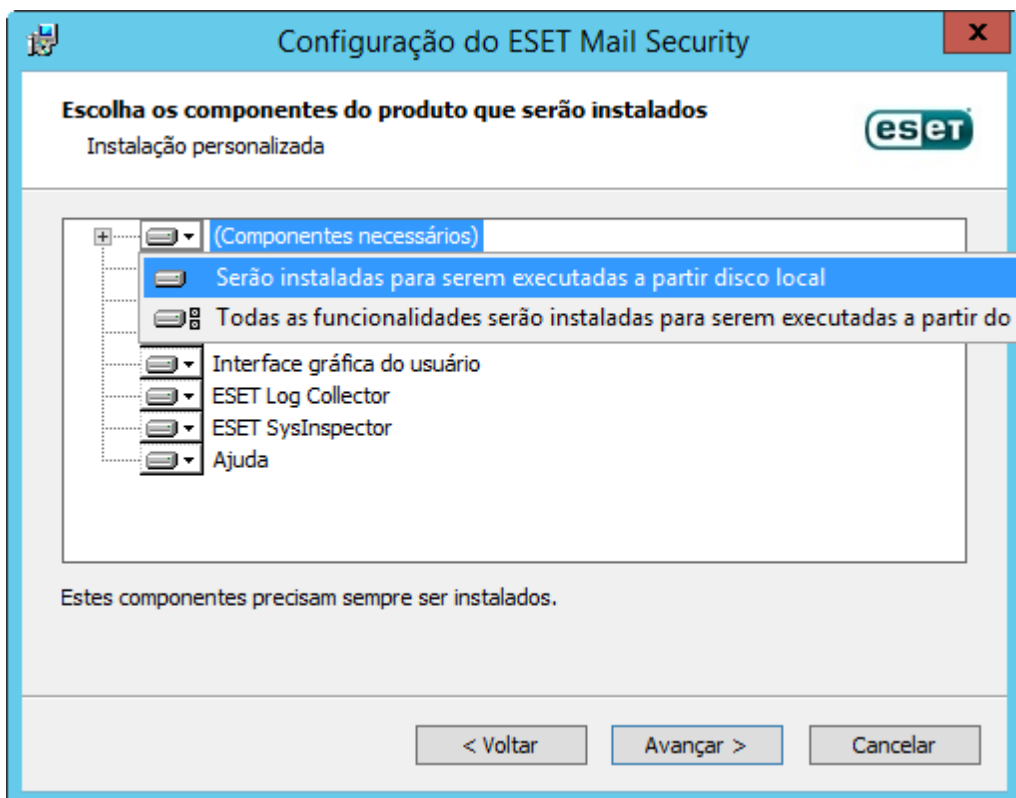 Configuração do ESET Mail Security
x
Escolha os componentes do produto que serão instalados
Instalação personalizada
eset
(Componentes necessários)
Serão instaladas para serem executadas a partir disco local
Todas as funcionalidades serão instaladas para serem executadas a partir do
Interface gráfica do usuário
ESET Log Collector
ESET SysInspector
Ajuda
Estes componentes precisam sempre ser instalados.
< Voltar
Avançar >
Cancelar